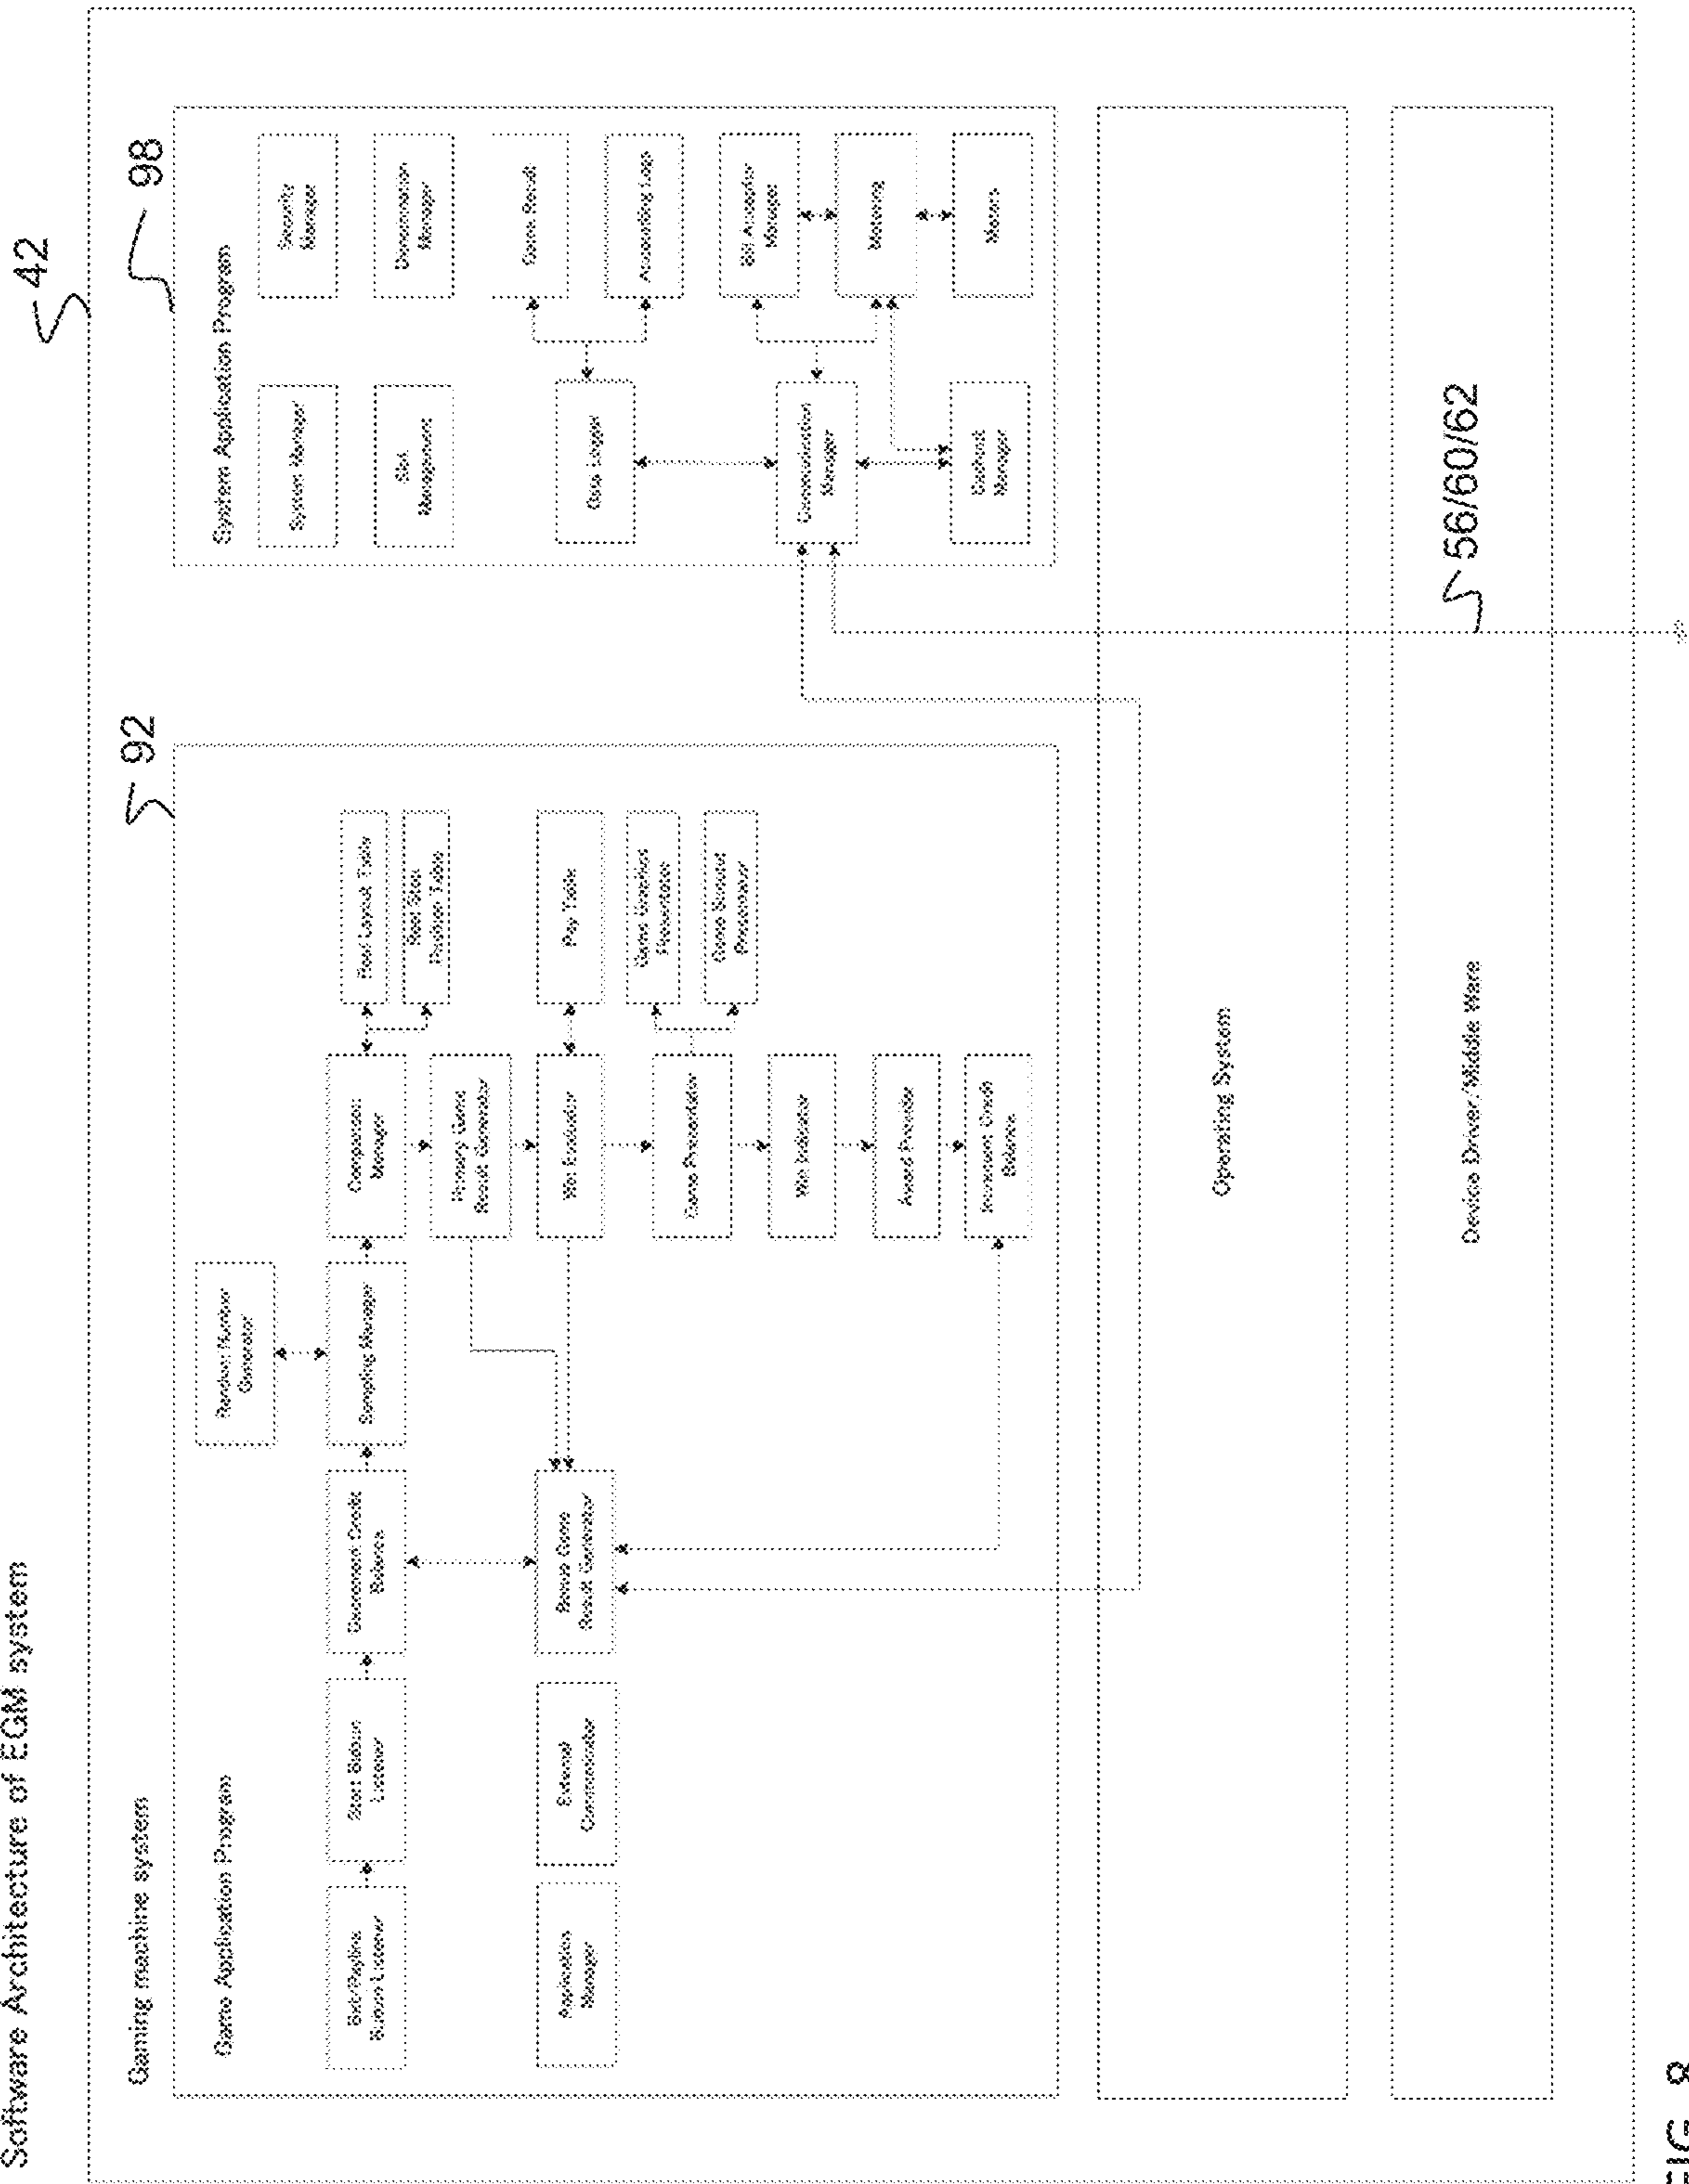 Software Architecture of EGM system
42
Gaming machine system
92
98
Game Application Program
System Application Program
Random Number
Generator
System Manager
Security
Manager
Bet/Payline
Button Listener
Start Button
Listener
Decrement Credit
Balance
Sampling Manager
Comparison
Manager
Reel Layout Table
Reel Stop
Position Table
Management
Denomination
Manager
Primary Game
Result Generator
Application
Manager
External
Communicator
Bonus Game
Result Generator
Win Evaluator
Pay Table
Data Logger
Game Result
Accounting Logs
Game Presentation
Game Graphics
Presentation
Game Sound
Presentation
Win Indicator
Communication
Manager
Bill Acceptor
Manager
Award Provider
Metering
Increment Credit
Balance
Cashout
Manager
Meters
Operating System
Device Driver/Middle Ware
56/60/62
FIG. 8